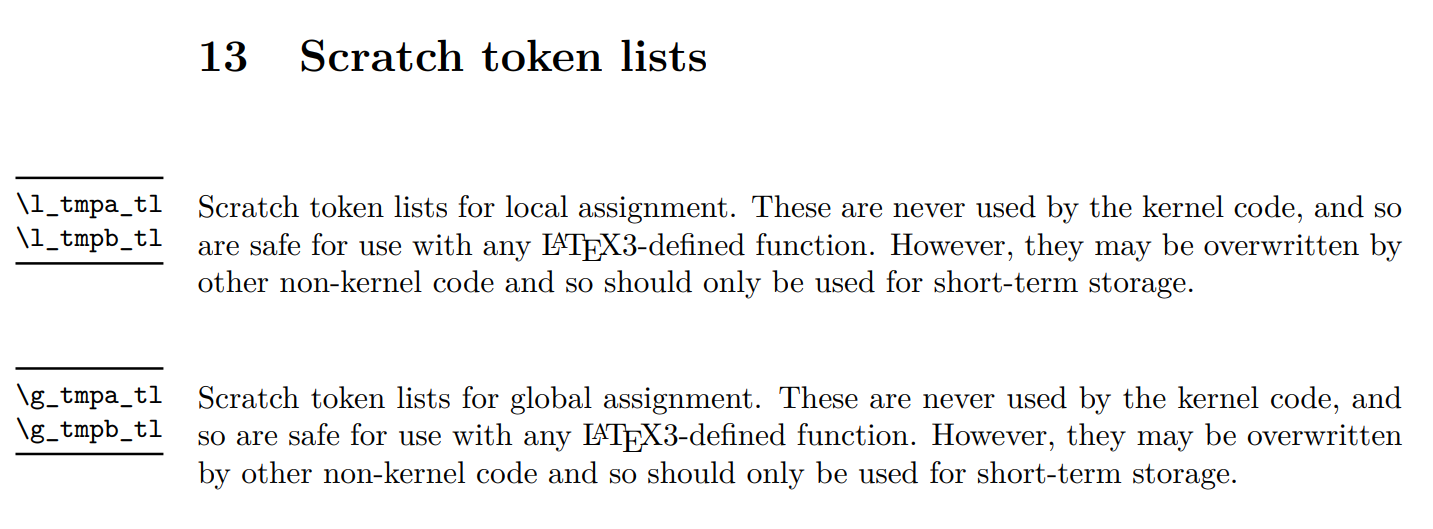 13 Scratch token lists
\l_tmpa_tl
\l_tmpb_tl
Scratch token lists for local assignment. These are never used by the kernel code, and so
are safe for use with any LATEX3-defined function. However, they may be overwritten by
other non-kernel code and so should only be used for short-term storage.
\g_tmpa_tl
\g_tmpb_tl
Scratch token lists for global assignment. These are never used by the kernel code, and
so are safe for use with any LATEX3-defined function. However, they may be overwritten
by other non-kernel code and so should only be used for short-term storage.